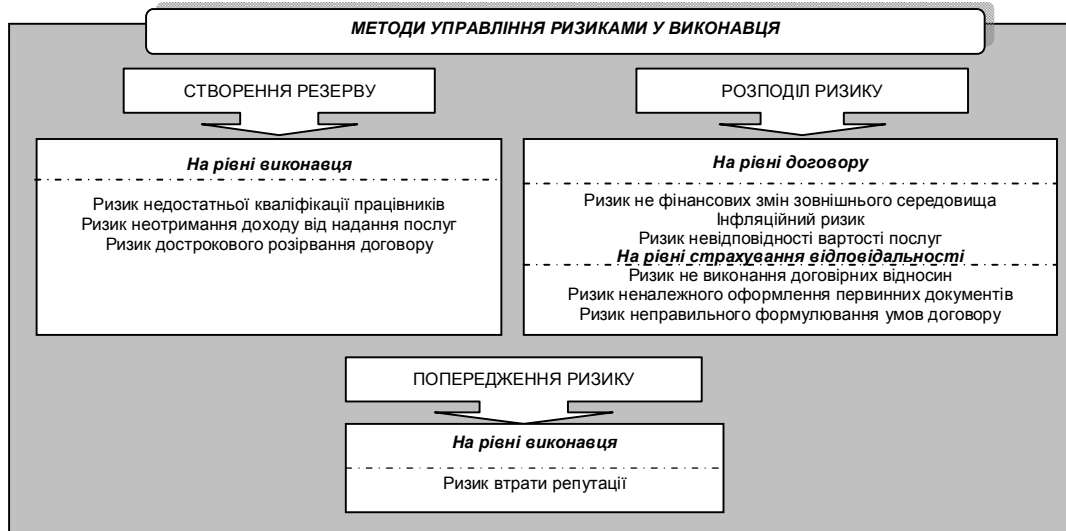 МЕТОДИ УПРАВЛІННЯ РИЗИКАМИ У ВИКОНАВЦЯ
СТВОРЕННЯ РЕЗЕРВУ
На рівні виконавця
Ризик недостатньої кваліфікації працівників
Ризик неотримання доходу від надання послуг
Ризик дострокового розірвання договору
РОЗПОДІЛ РИЗИКУ
На рівні договору
Ризик не фінансових змін зовнішнього середовища
Інфляційний ризик
Ризик невідповідності вартості послуг
На рівні страхування відповідальності
Ризик не виконання договірних відносин
Ризик неналежного оформлення первинних документів
Ризик неправильного формулювання умов договору
ПОПЕРЕДЖЕННЯ РИЗИКУ
На рівні виконавця
Ризик втрати репутації